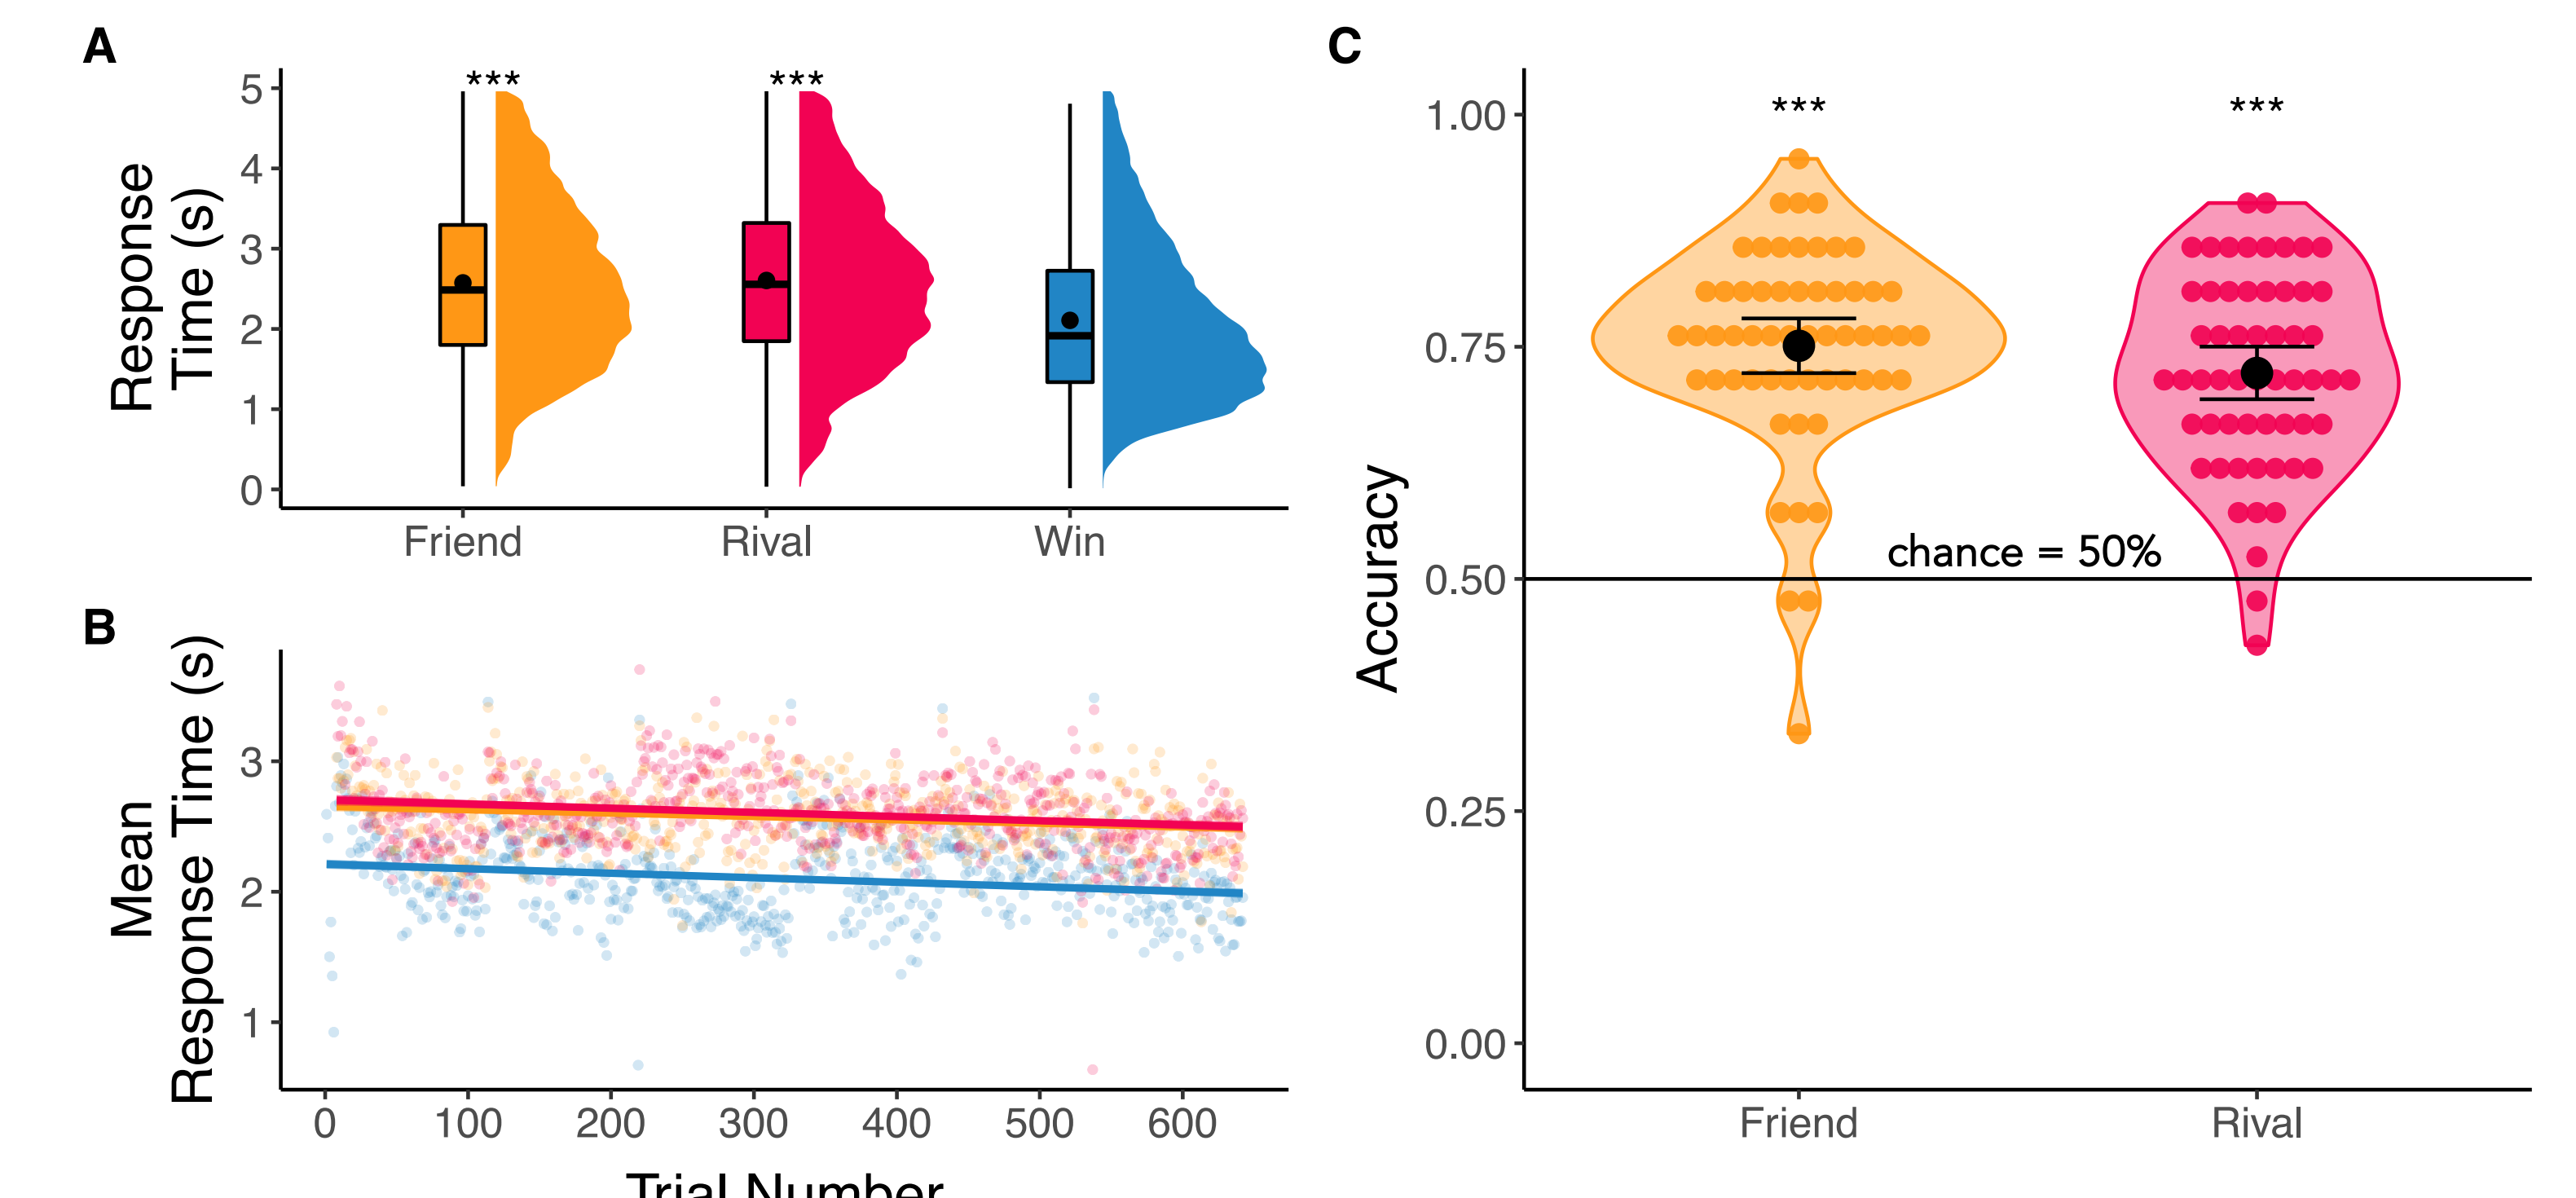 A
***
***
Response
Time (s)
5
4
3
2
1
0
Friend
Rival
Win
B
Mean
Response Time (s)
3
2
1
0
100
200
300
400
500
600
Trial Number
C
***
***
Accuracy
1.00
0.75
0.50
0.25
0.00
chance = 50%
Friend
Rival